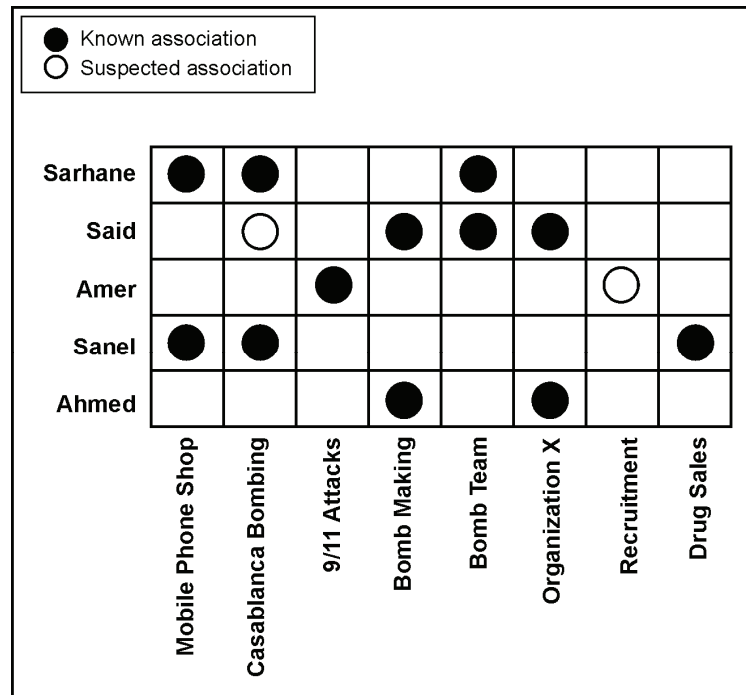 Known association
Suspected association
Sarhane
Said
Amer
Sanel
Ahmed
Mobile Phone Shop
Casablanca Bombing
9/11 Attacks
Bomb Making
Bomb Team
Organization X
Recruitment
Drug Sales